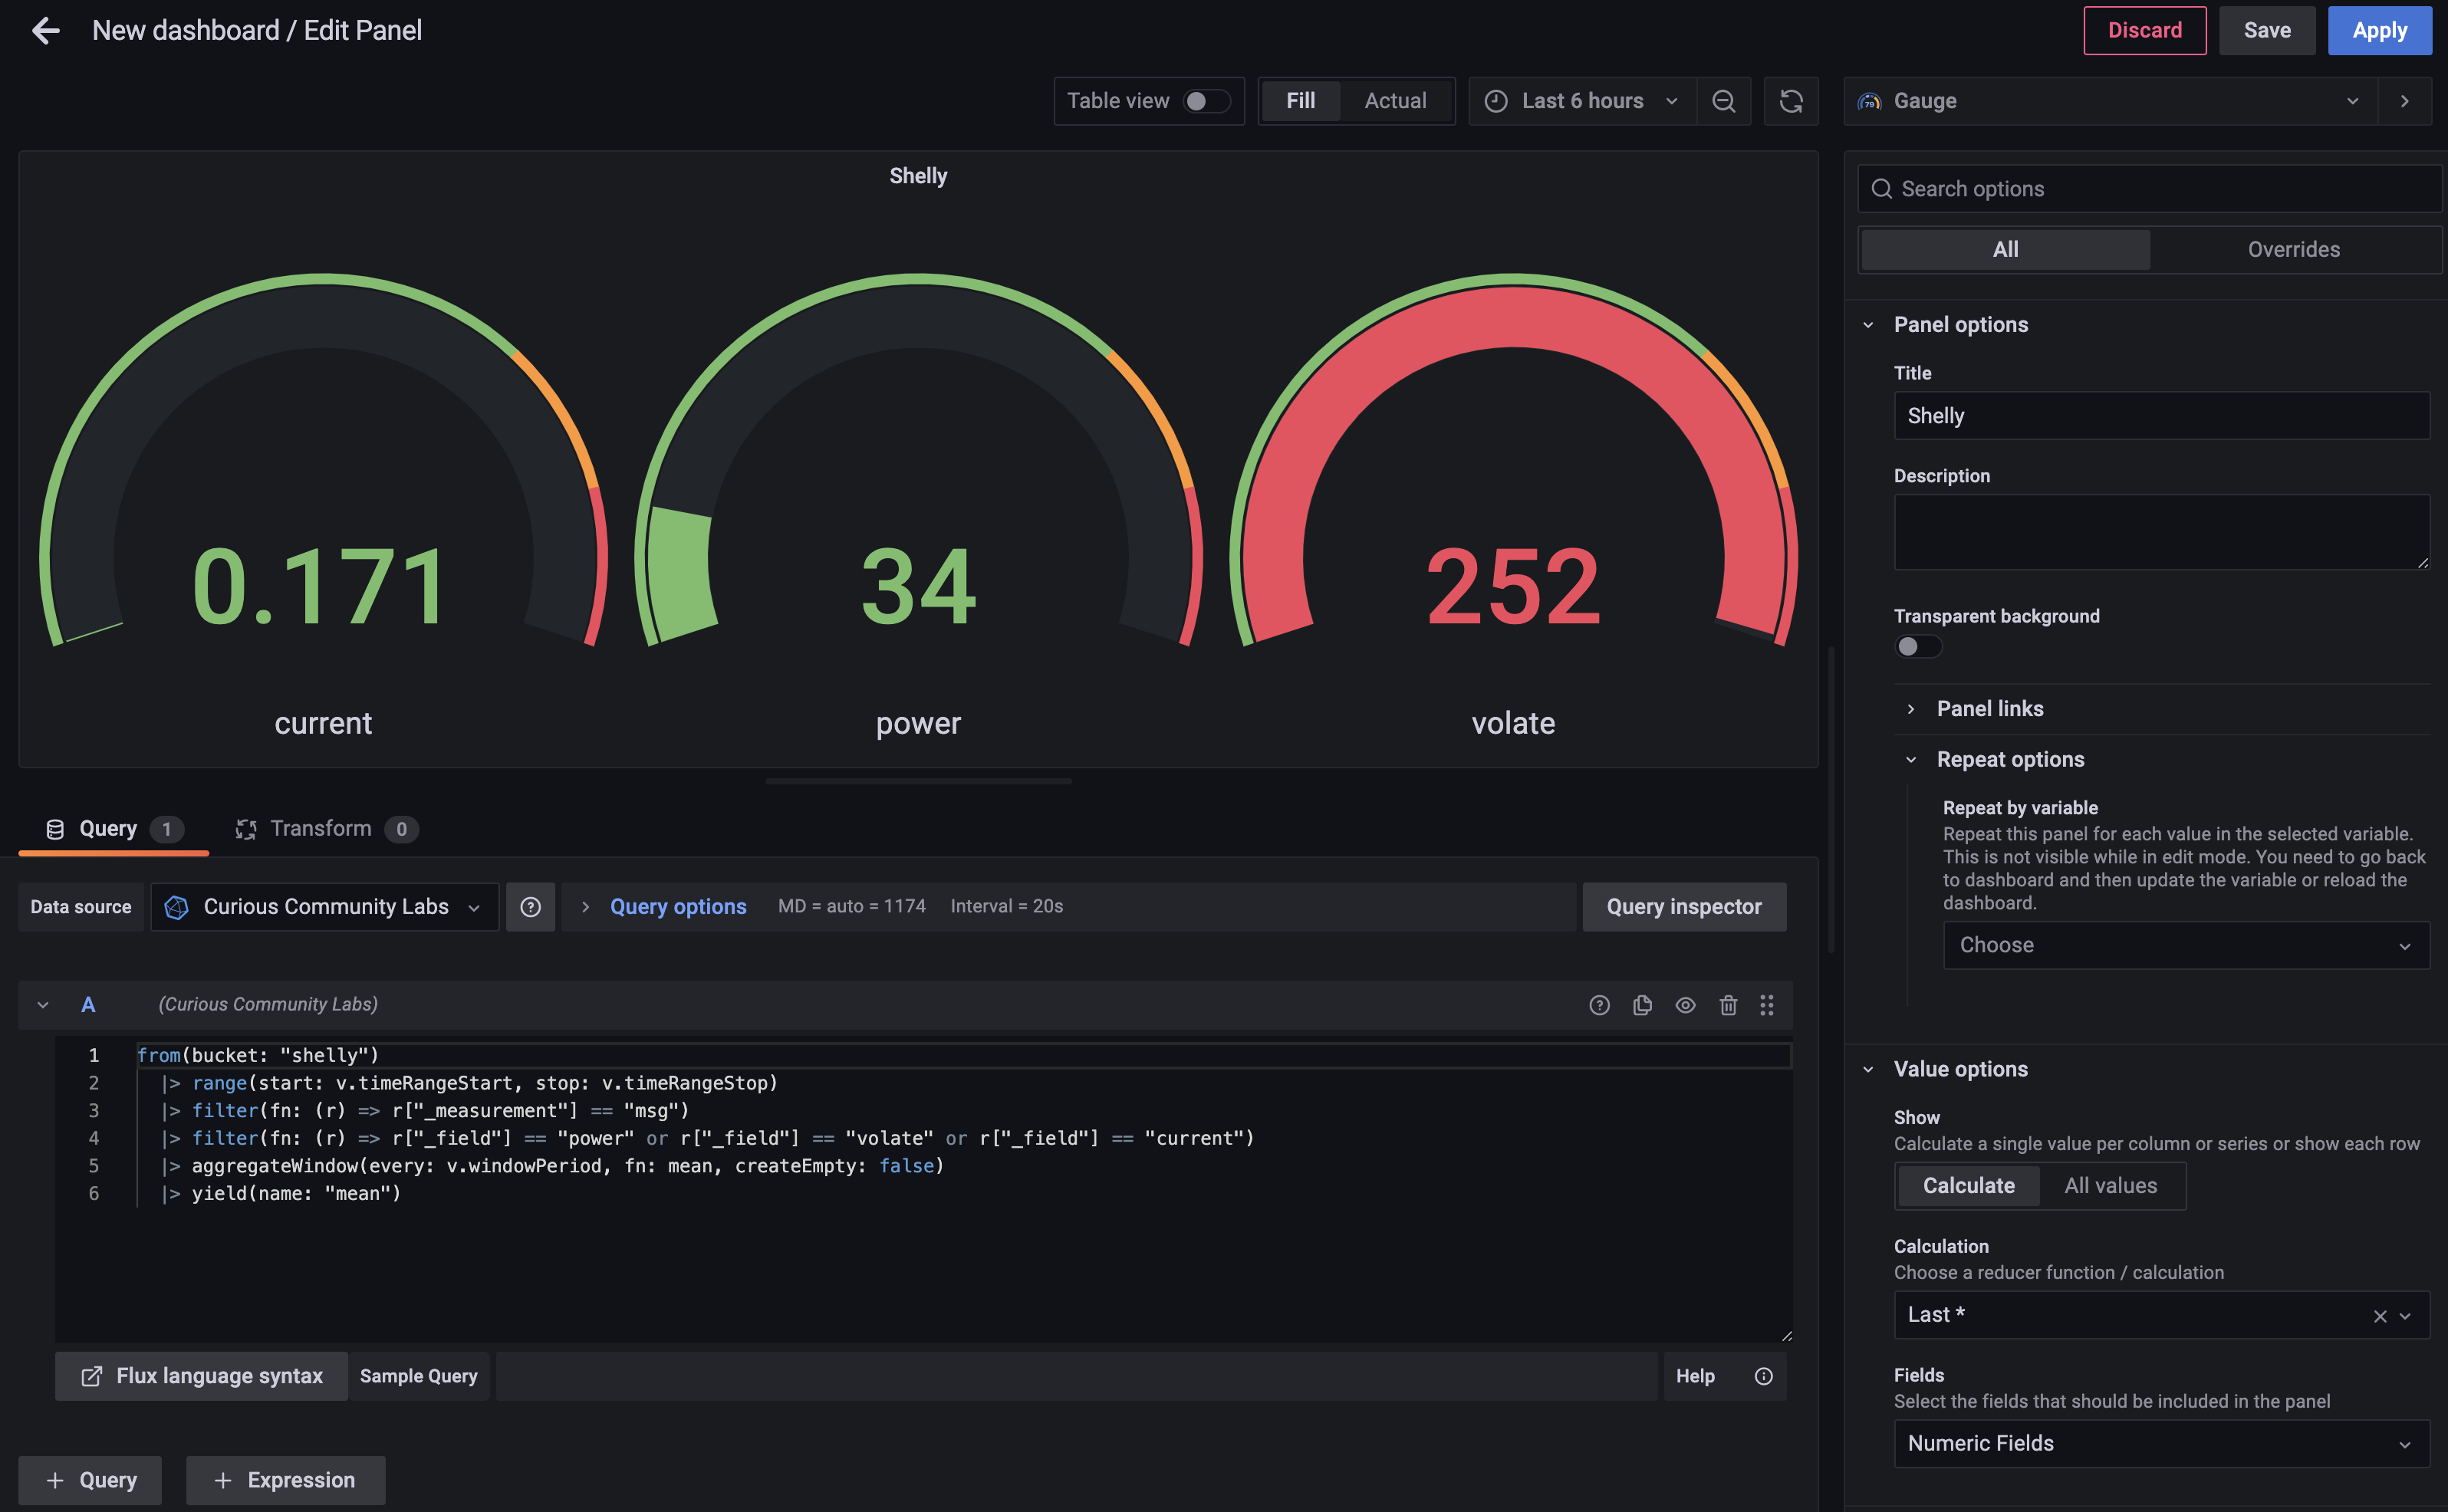 New dashboard / Edit Panel
Discard
Save
Apply
Table view
Fill
Actual
Last 6 hours
79
Gauge
Shelly
0.171
34
252
current
power
volate
Search options
All
Overrides
Panel options
Title
Shelly
Description
Transparent background
Panel links
Repeat options
Repeat by variable
Repeat this panel for each value in the selected variable.
This is not visible while in edit mode. You need to go back
to dashboard and then update the variable or reload the
dashboard.
Choose
Value options
Show
Calculate a single value per column or series or show each row
Calculate
All values
Calculation
Choose a reducer function / calculation
Last *
Fields
Select the fields that should be included in the panel
Numeric Fields
Query 1
Transform 0
Data source
Curious Community Labs
Query options
MD = auto = 1174
Interval = 20s
Query inspector
A
(Curious Community Labs)
1 from(bucket: "shelly")
2 |> range(start: v.timeRangeStart, stop: v.timeRangeStop)
3 |> filter(fn: (r) => r["_measurement"] == "msg")
4 |> filter(fn: (r) => r["_field"] == "power" or r["_field"] == "volate" or r["_field"] == "current")
5 |> aggregateWindow(every: v.windowPeriod, fn: mean, createEmpty: false)
6 |> yield(name: "mean")
Flux language syntax
Sample Query
Help
+ Query
+ Expression